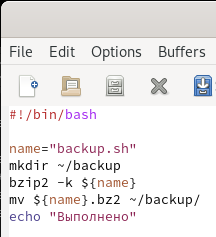 File Edit Options Buffers
#!/bin/bash
name="backup.sh"
mkdir ~/backup
bzip2 -k ${name}
mv ${name}.bz2 ~/backup/
echo "Выполнено"